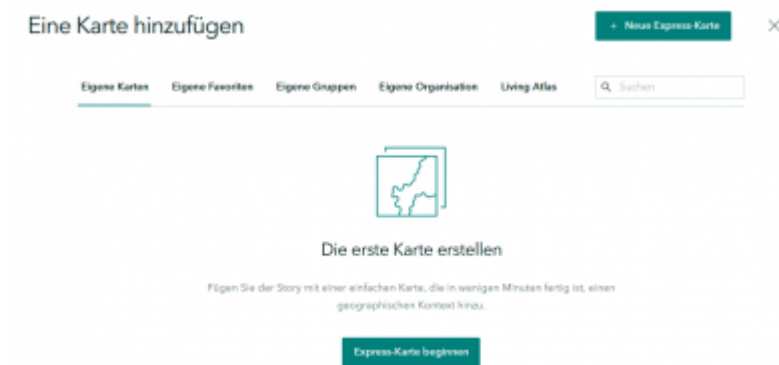 Eine Karte hinzufügen
+ Neue Express-Karte
Eigene Karten Eigene Favoriten Eigene Gruppen Eigene Organisation Living Atlas Suchen
Die erste Karte erstellen
Fügen Sie der Story mit einer einfachen Karte, die in wenigen Minuten fertig ist, einen
geographischen Kontext hinzu.
Express-Karte beginnen